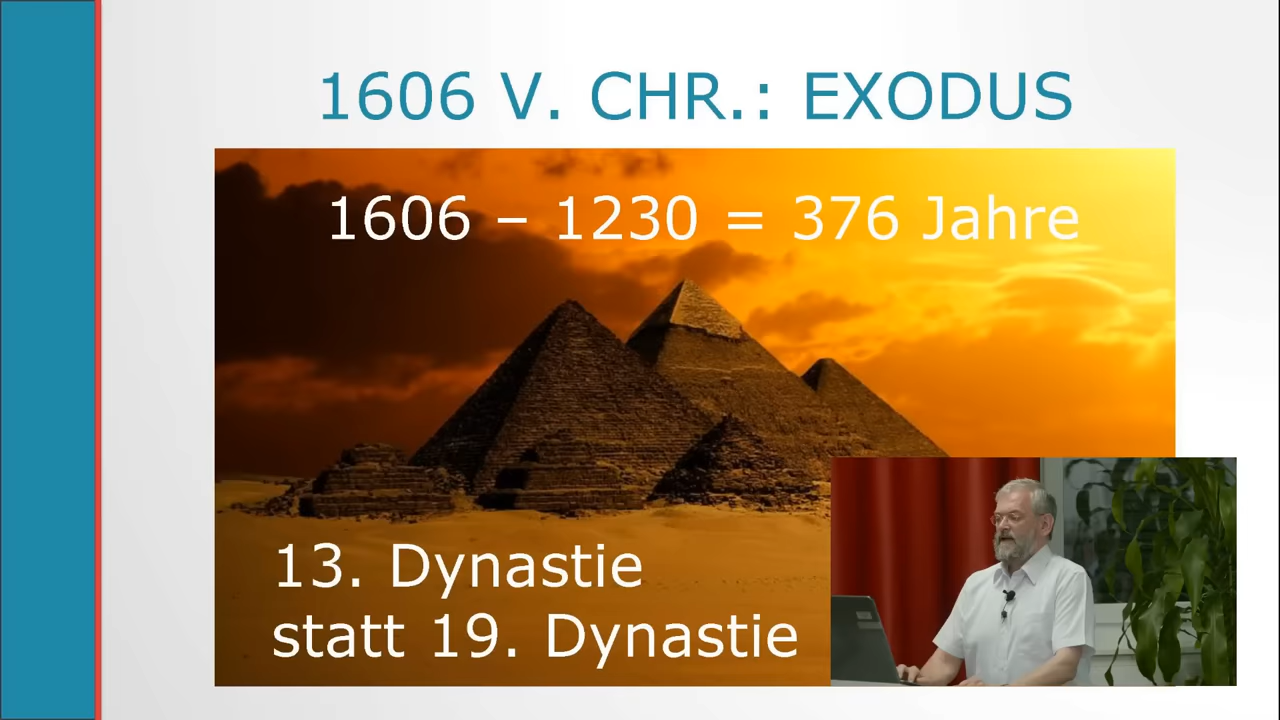 1606 V. CHR.: EXODUS
1606 – 1230 = 376 Jahre
13. Dynastie
statt 19. Dynastie